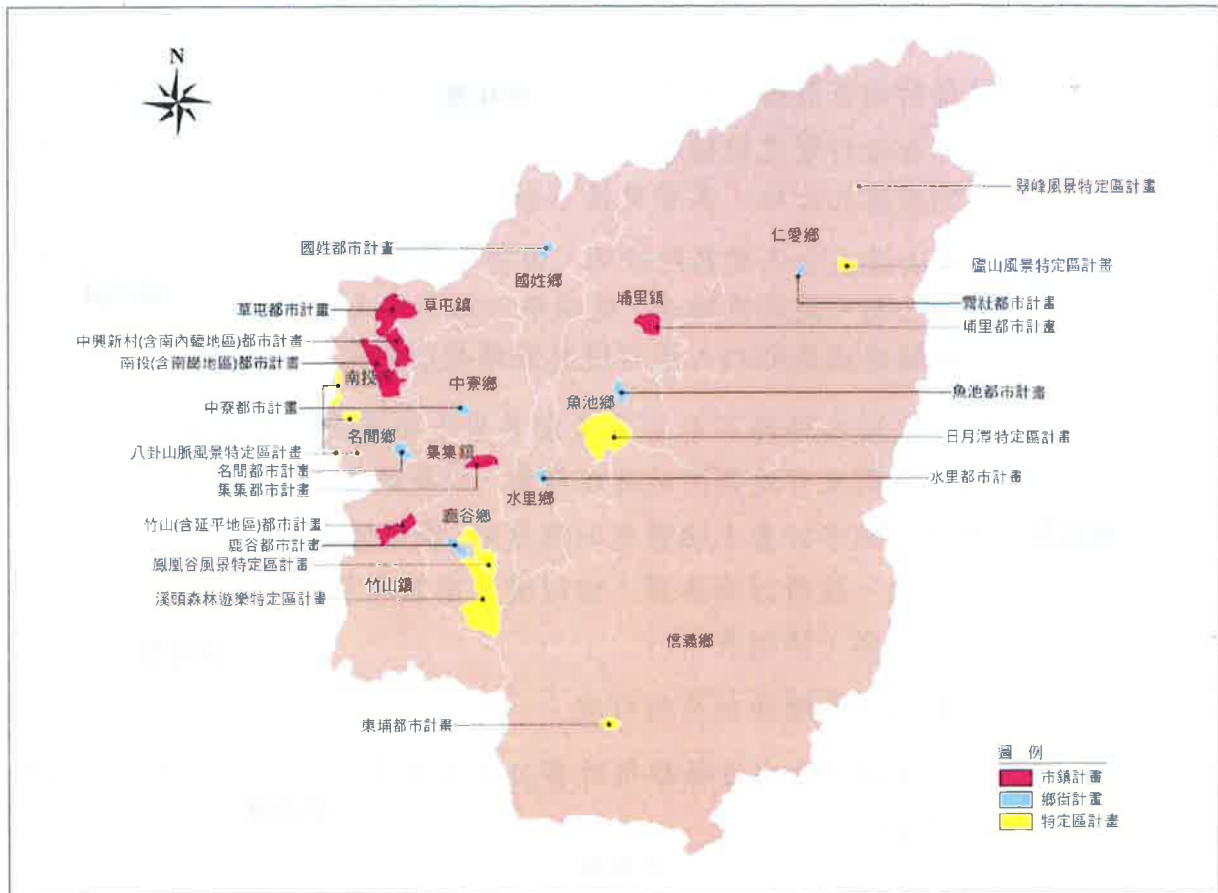 N
翠峰風景特定區計畫
仁愛鄉
國姓都市計畫
廬山風景特定區計畫
國姓鄉
埔里鎮
霧社都市計畫
草屯都市計畫
草屯鎮
埔里都市計畫
中興新村(含南內轆地區)都市計畫
南投(含南崗地區)都市計畫
南投
中寮鄉
魚池都市計畫
中寮都市計畫
魚池鄉
名間鄉
日月潭特定區計畫
八卦山脈風景特定區計畫
集集鎮
名間都市計畫
水里都市計畫
集集都市計畫
水里鄉
鹿谷鄉
竹山(含延平地區)都市計畫
鹿谷都市計畫
鳳凰谷風景特定區計畫
竹山鎮
溪頭森林遊樂特定區計畫
信義鄉
東埔都市計畫
圖 例
市鎮計畫
鄉街計畫
特定區計畫